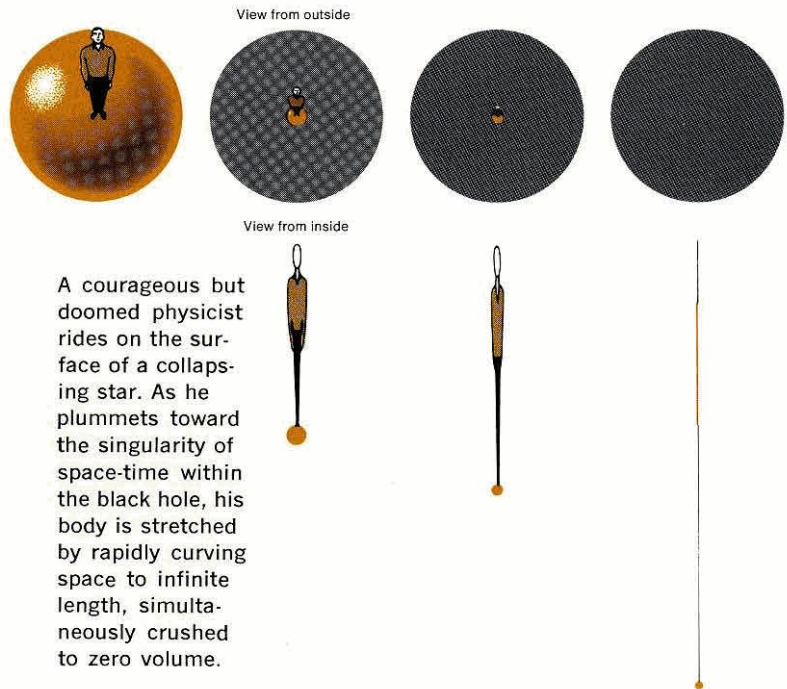 View from outside
View from inside
A courageous but
doomed physicist
rides on the sur-
face of a collaps-
ing star. As he
plummets toward
the singularity of
space-time within
the black hole, his
body is stretched
by rapidly curving
space to infinite
length, simulta-
neously crushed
to zero volume.